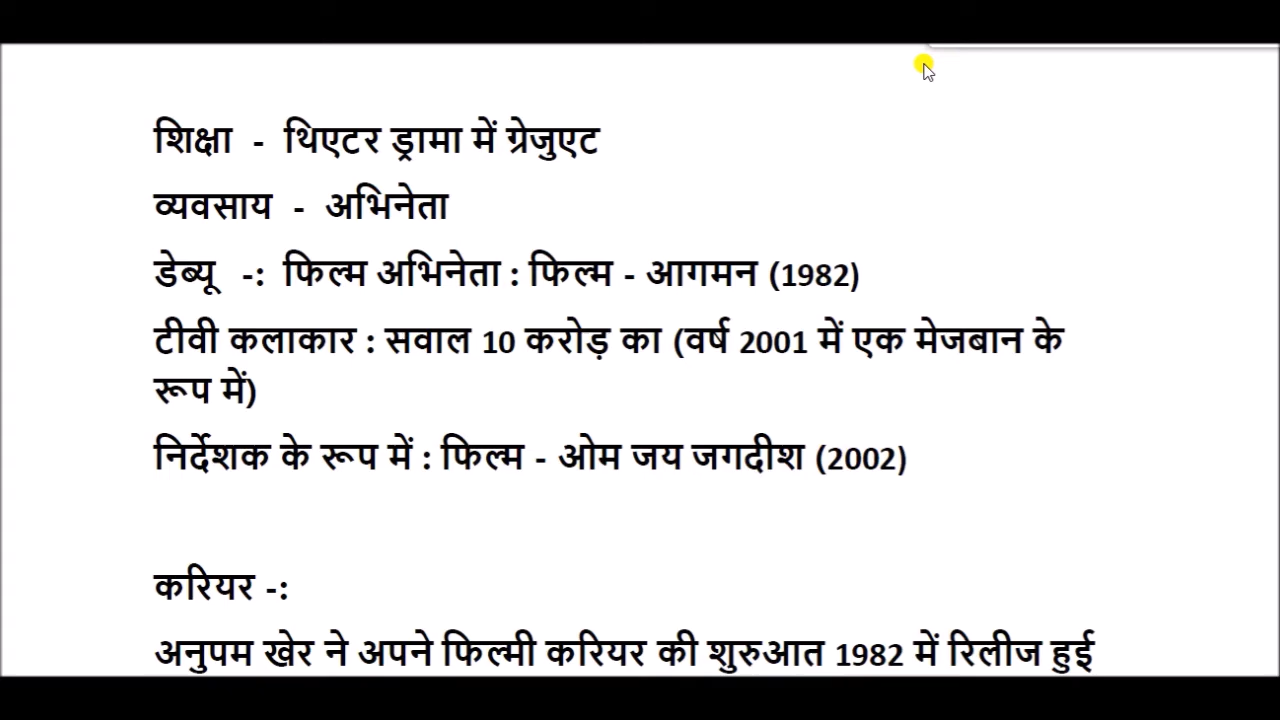 शिक्षा - थिएटर ड्रामा में ग्रेजुएट
व्यवसाय - अभिनेता
डेब्यू -: फिल्म अभिनेता : फिल्म - आगमन (1982)
टीवी कलाकार : सवाल 10 करोड़ का (वर्ष 2001 में एक मेजबान के
रूप में)
निर्देशक के रूप में : फिल्म - ओम जय जगदीश (2002)
करियर -:
अनुपम खेर ने अपने फिल्मी करियर की शुरुआत 1982 में रिलीज हुई